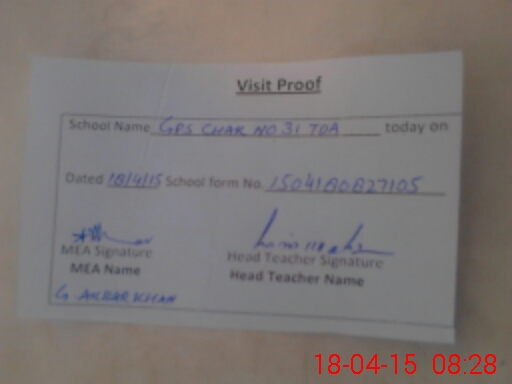 Visit Proof
School Name GPS CHAK NO 31 TDA today on
Dated 18/4/15 School form No. 1504180827105
MEA Signature Head Teacher Signature
MEA Name Head Teacher Name
G AKBAR KHAN
18-04-15 08:28